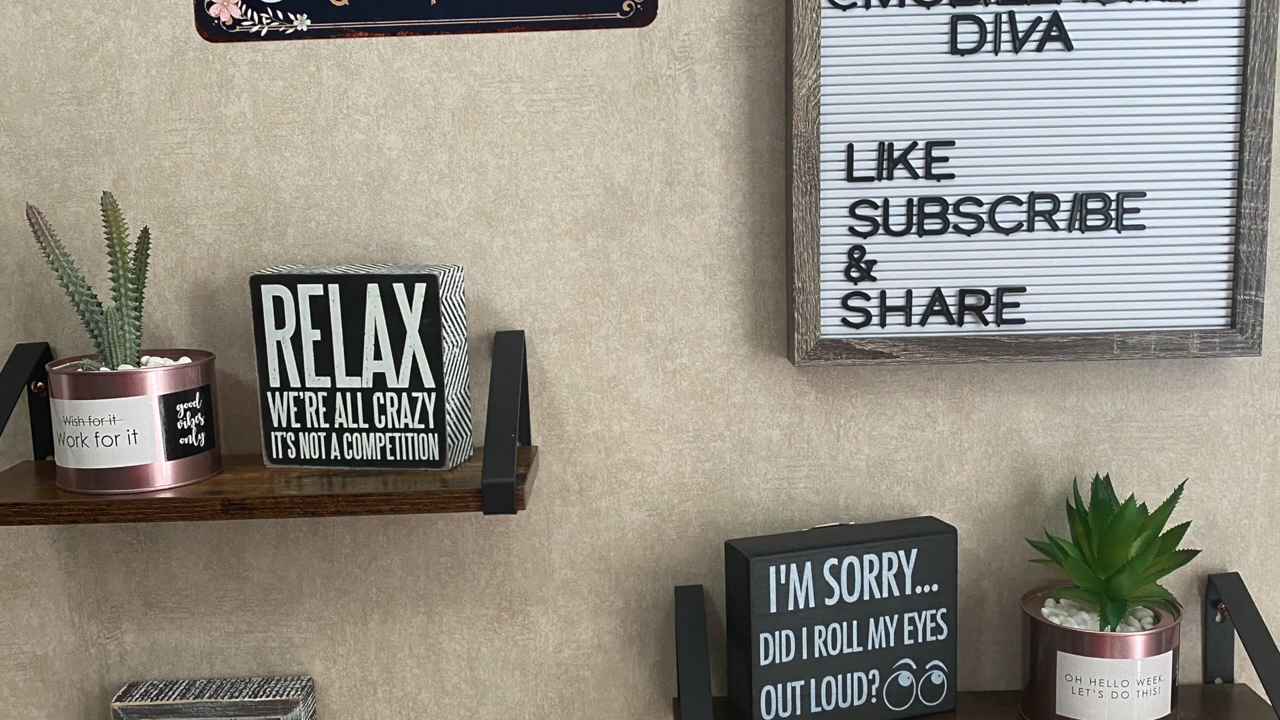 DIVA
LIKE
SUBSCRIBE
&
SHARE
RELAX
WE'RE ALL CRAZY
IT'S NOT A COMPETITION
Wish for it
Work for it
good
vibes
only
I'M SORRY...
DID I ROLL MY EYES
OUT LOUD?
OH HELLO WEEK,
LET'S DO THIS!